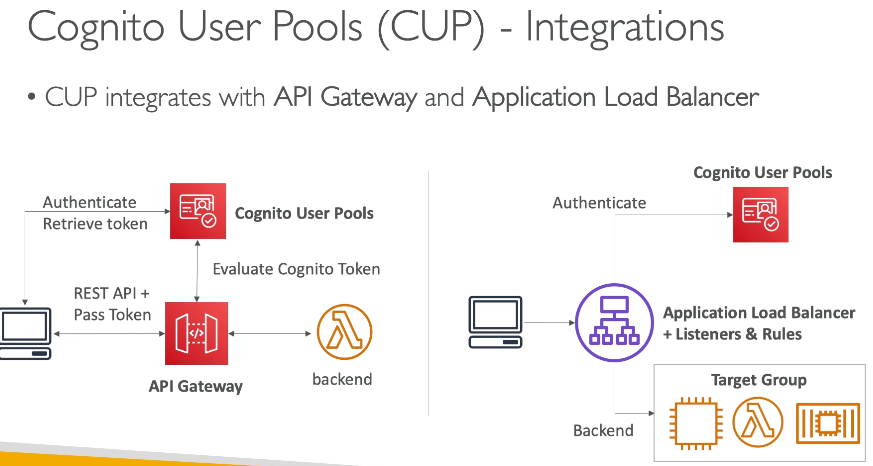 Cognito User Pools (CUP) - Integrations
• CUP integrates with API Gateway and Application Load Balancer
Authenticate
Retrieve token
Cognito User Pools
Evaluate Cognito Token
REST API +
Pass Token
API Gateway
backend
Cognito User Pools
Authenticate
Application Load Balancer
+ Listeners & Rules
Target Group
Backend